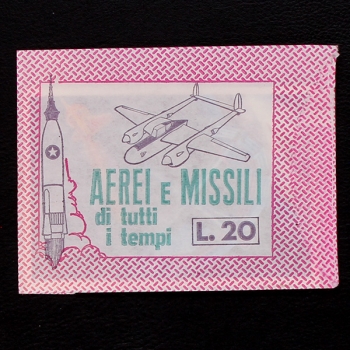 AEREI E MISSILI
di tutti
i tempi
L. 20